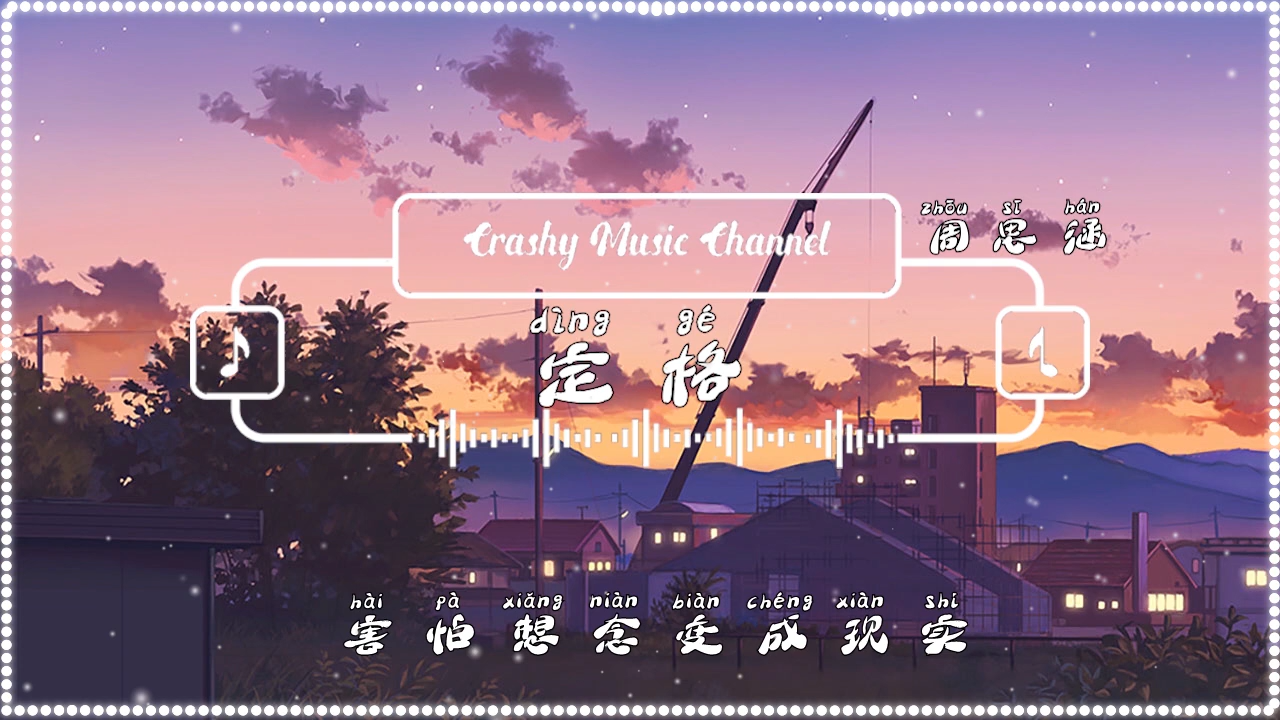 Crashy Music Channel
zhōu sī hán
周思涵
dìng gé
定格
hài pà xiǎng niàn biàn chéng xiàn shí
害怕想念变成现实